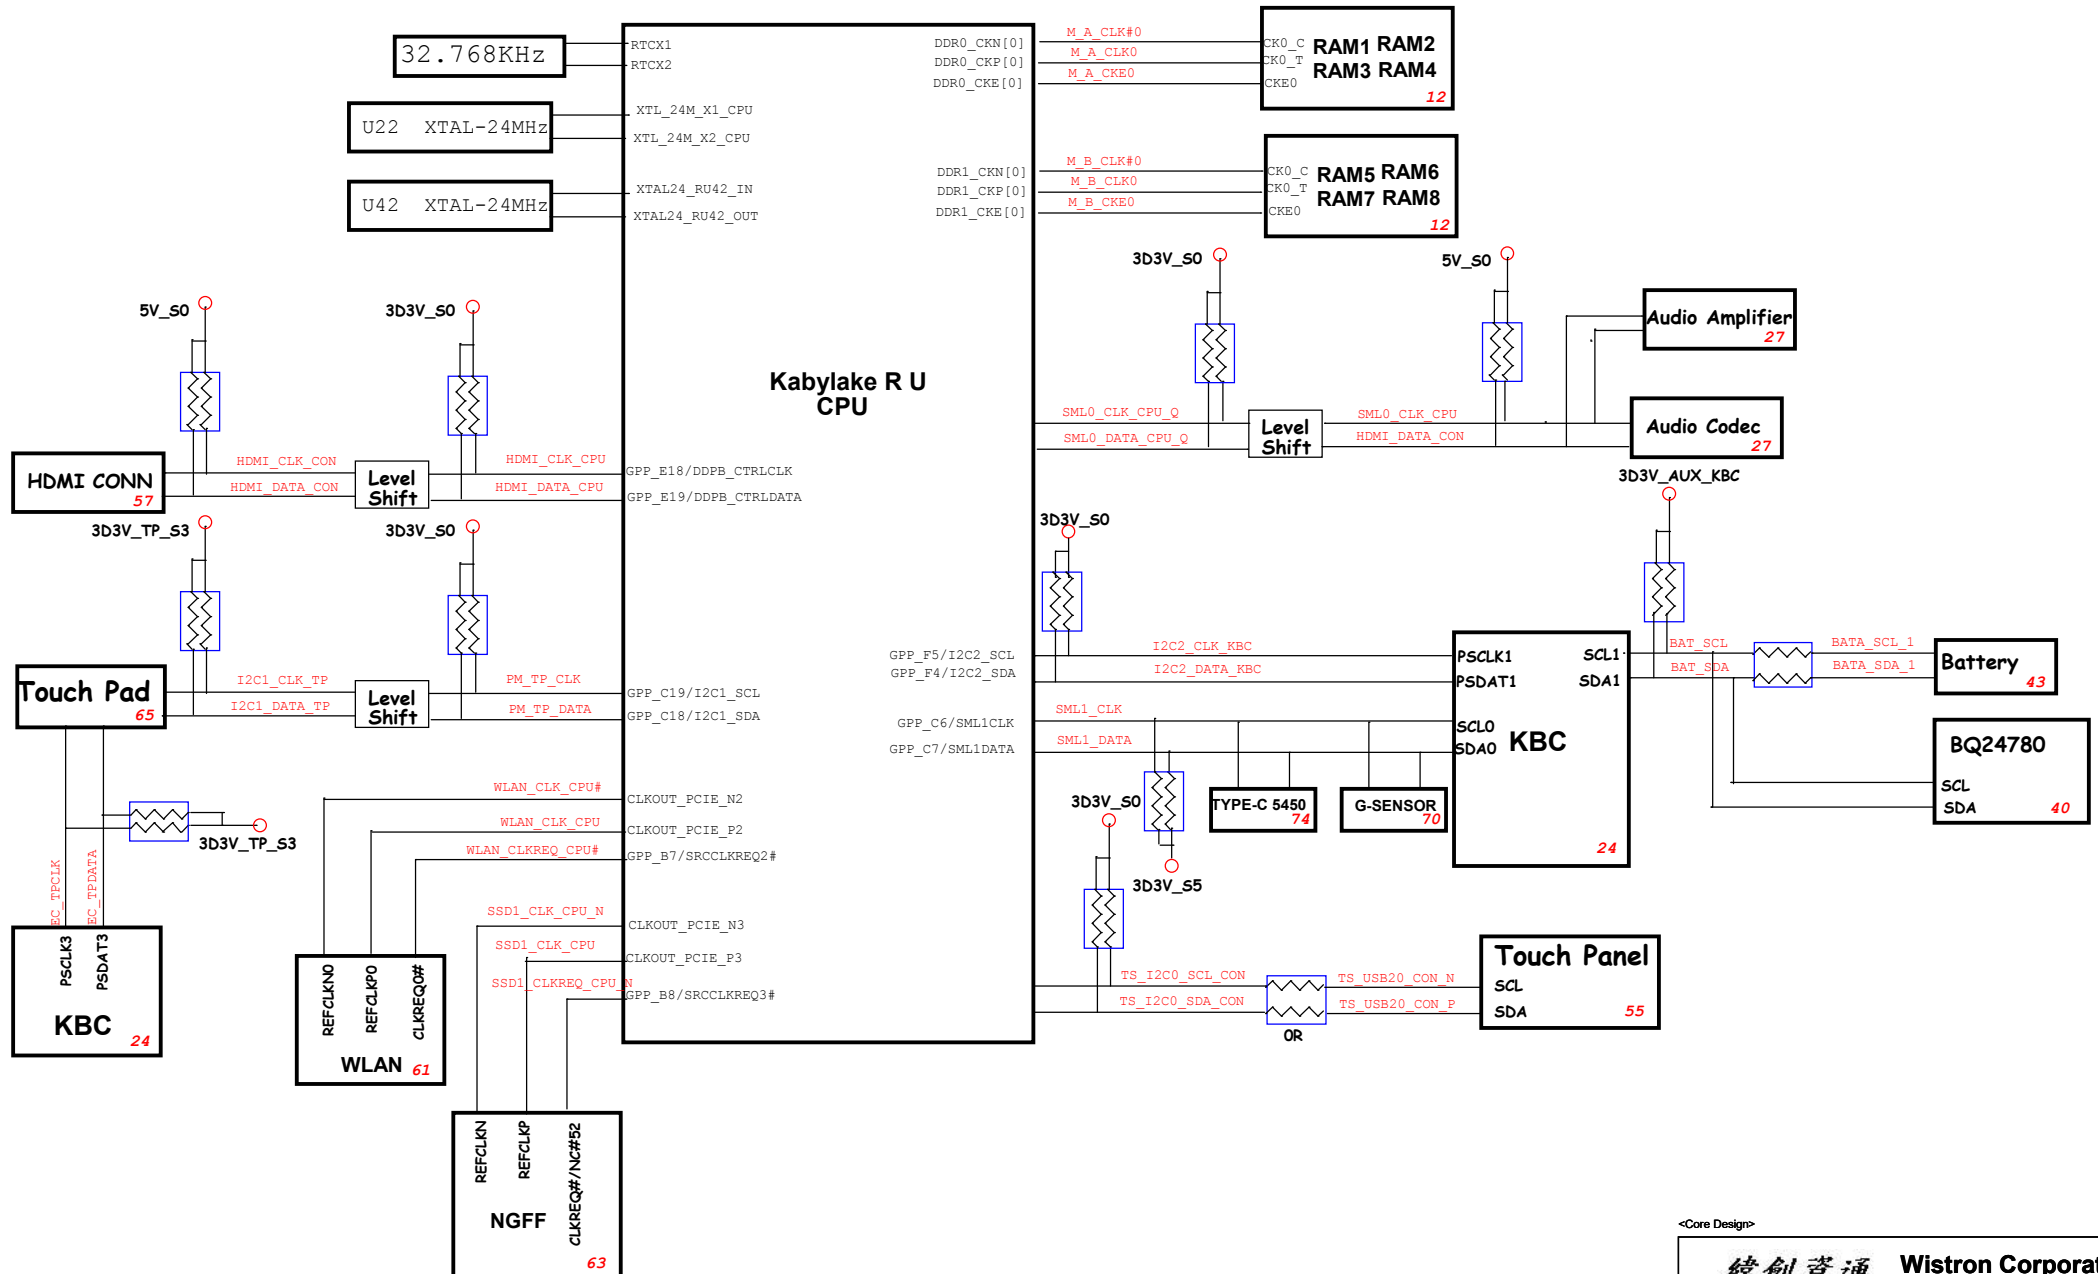 32.768KHz
RTCX1
RTCX2
U22 XTAL-24MHz
XTL_24M_X1_CPU
XTL_24M_X2_CPU
U42 XTAL-24MHz
XTAL24_RU42_IN
XTAL24_RU42_OUT
Kabylake R U
CPU
DDR0_CKN[0]
DDR0_CKP[0]
DDR0_CKE[0]
M_A_CLK#0
M_A_CLK0
M_A_CKE0
CK0_C
CK0_T
CKE0
RAM1 RAM2
RAM3 RAM4
12
DDR1_CKN[0]
DDR1_CKP[0]
DDR1_CKE[0]
M_B_CLK#0
M_B_CLK0
M_B_CKE0
CK0_C
CK0_T
CKE0
RAM5 RAM6
RAM7 RAM8
12
5V_S0
3D3V_S0
HDMI CONN
57
HDMI_CLK_CON
HDMI_DATA_CON
Level
Shift
HDMI_CLK_CPU
HDMI_DATA_CPU
GPP_E18/DDPB_CTRLCLK
GPP_E19/DDPB_CTRLDATA
3D3V_TP_S3
3D3V_S0
Touch Pad
65
I2C1_CLK_TP
I2C1_DATA_TP
Level
Shift
PM_TP_CLK
PM_TP_DATA
GPP_C19/I2C1_SCL
GPP_C18/I2C1_SDA
3D3V_TP_S3
EC_TPCLK
EC_TPDATA
PSCLK3
PSDAT3
KBC
24
WLAN_CLK_CPU#
WLAN_CLK_CPU
WLAN_CLKREQ_CPU#
CLKOUT_PCIE_N2
CLKOUT_PCIE_P2
GPP_B7/SRCCLKREQ2#
REFCLKN0
REFCLKP0
CLKREQ0#
WLAN
61
SSD1_CLK_CPU_N
SSD1_CLK_CPU
SSD1_CLKREQ_CPU_N
CLKOUT_PCIE_N3
CLKOUT_PCIE_P3
GPP_B8/SRCCLKREQ3#
REFCLKN
REFCLKP
CLKREQ#/NC#52
NGFF
63
3D3V_S0
5V_S0
SML0_CLK_CPU_Q
SML0_DATA_CPU_Q
Level
Shift
SML0_CLK_CPU
HDMI_DATA_CON
Audio Amplifier
27
Audio Codec
27
3D3V_S0
GPP_F5/I2C2_SCL
GPP_F4/I2C2_SDA
I2C2_CLK_KBC
I2C2_DATA_KBC
GPP_C6/SML1CLK
GPP_C7/SML1DATA
SML1_CLK
SML1_DATA
3D3V_S5
TYPE-C 5450
74
G-SENSOR
70
PSCLK1
PSDAT1
SCL0
SDA0
KBC
SCL1
SDA1
24
3D3V_AUX_KBC
BAT_SCL
BAT_SDA
BATA_SCL_1
BATA_SDA_1
Battery
43
BQ24780
SCL
SDA
40
3D3V_S0
TS_I2C0_SCL_CON
TS_I2C0_SDA_CON
0R
TS_USB20_CON_N
TS_USB20_CON_P
Touch Panel
SCL
SDA
55
<Core Design>
緯創資通 Wistron Corporat